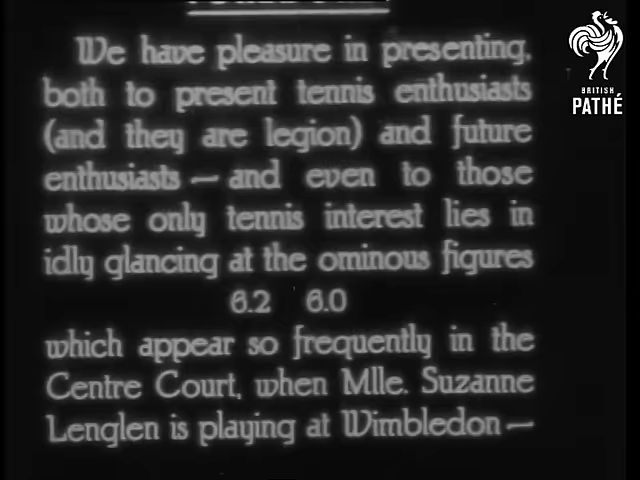 We have pleasure in presenting,
both to present tennis enthusiasts
(and they are legion) and future
enthusiasts — and even to those
whose only tennis interest lies in
idly glancing at the ominous figures
6.2 6.0
which appear so frequently in the
Centre Court, when Mlle. Suzanne
Lenglen is playing at Wimbledon —
BRITISH
PATHÉ